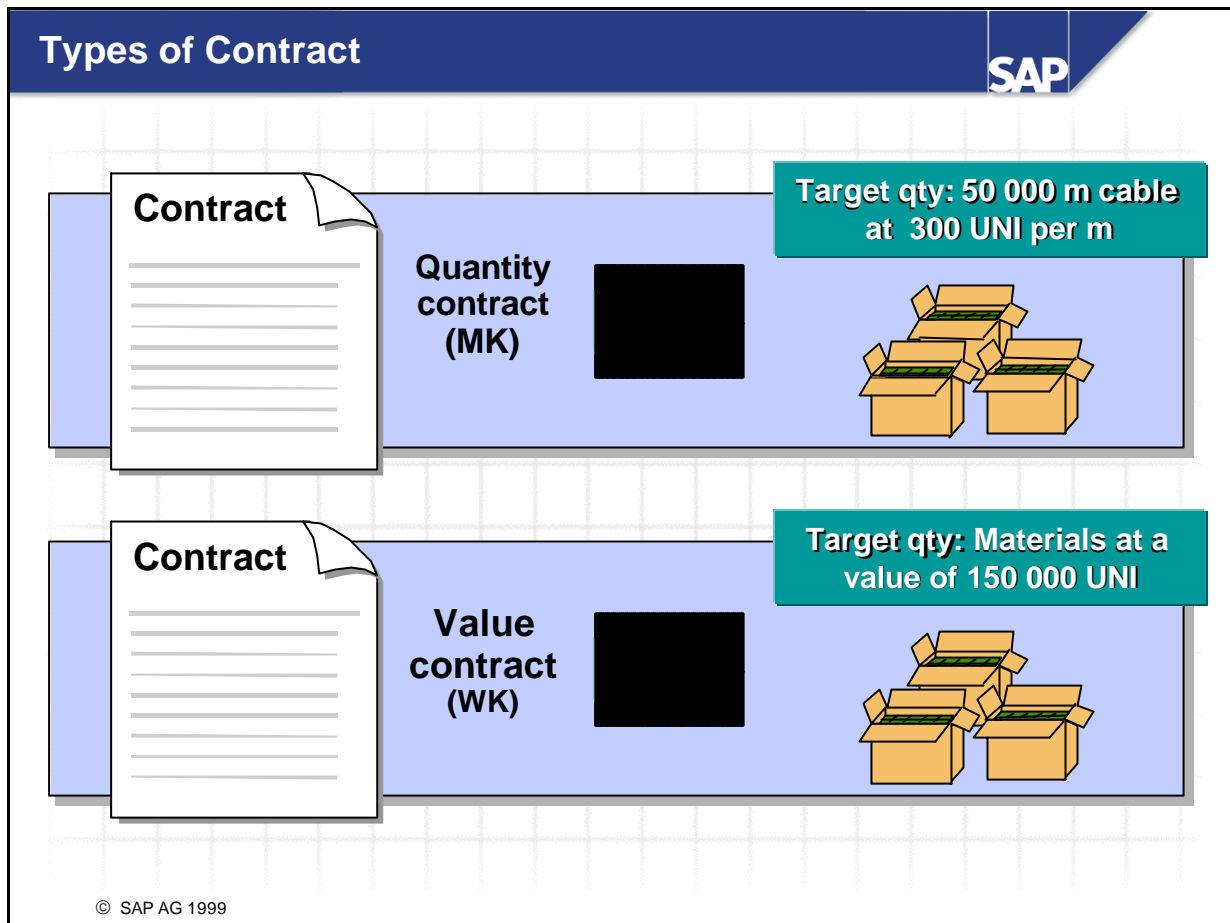 Types of Contract
SAP
Contract
Quantity
contract
(MK)
Target qty: 50 000 m cable
at 300 UNI per m
Contract
Value
contract
(WK)
Target qty: Materials at a
value of 150 000 UNI
© SAP AG 1999